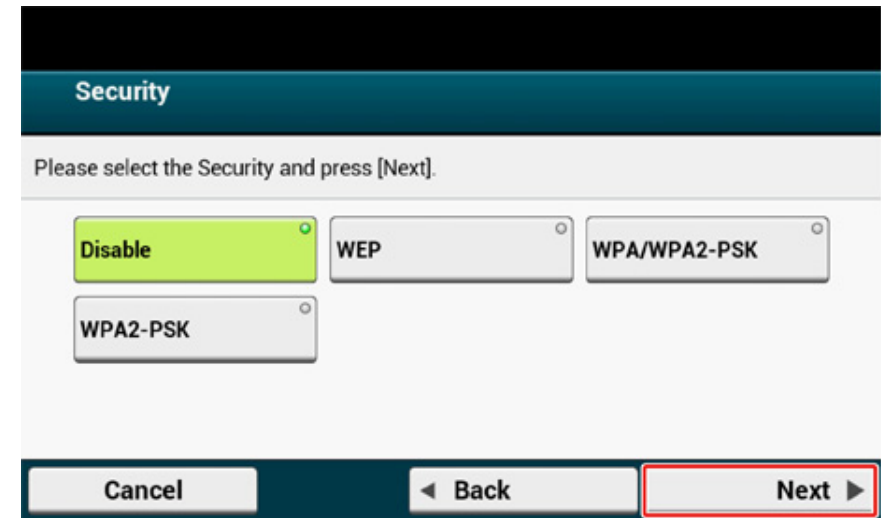 Security
Please select the Security and press [Next].
Disable
WEP
WPA/WPA2-PSK
WPA2-PSK
Cancel
Back
Next